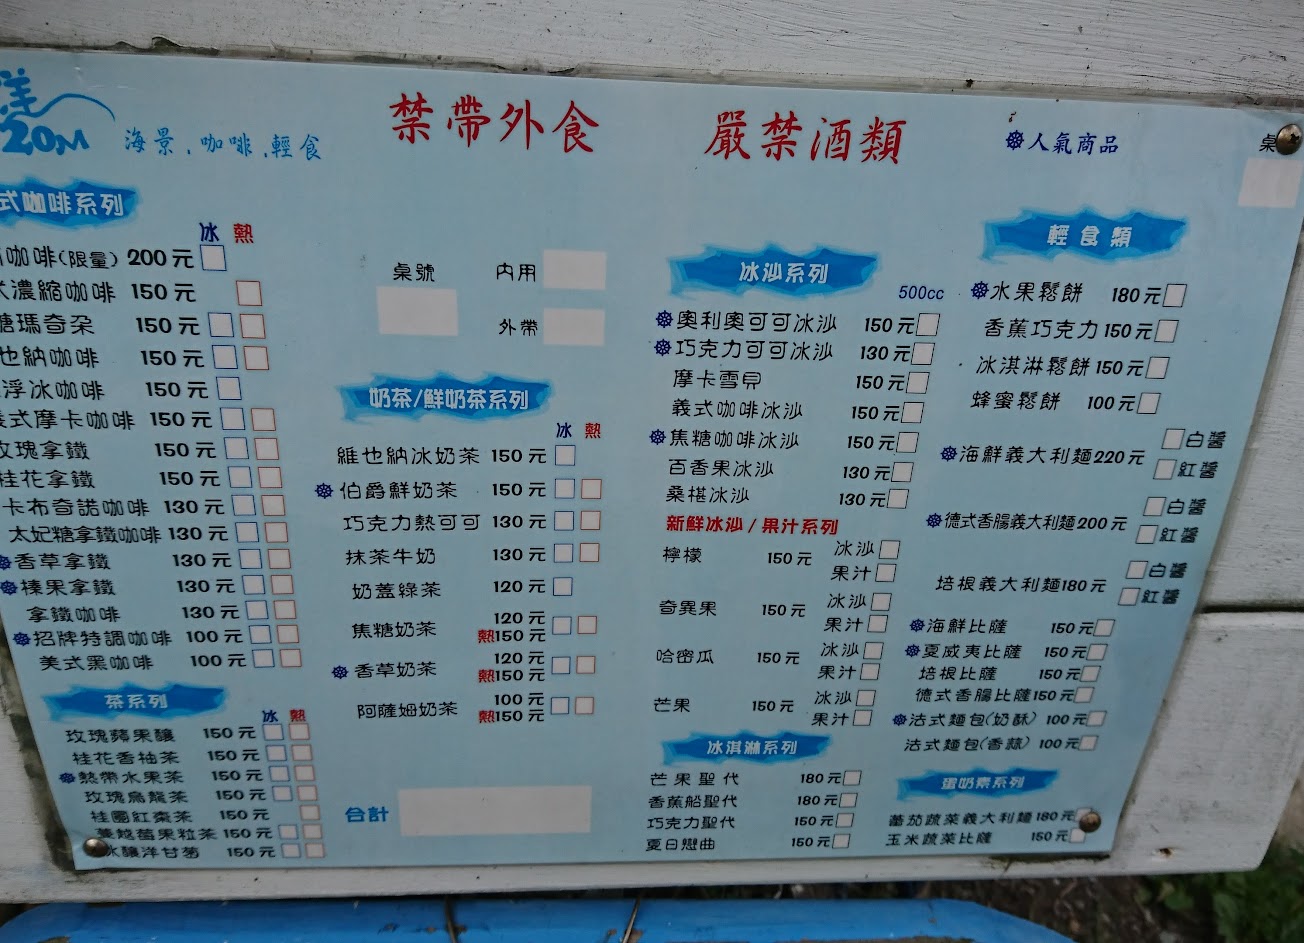 洋
20M
海景.咖啡.輕食
禁帶外食
嚴禁酒類
人氣商品
桌
式咖啡系列
冰 熱
咖啡(限量) 200元
式濃縮咖啡 150元
糖瑪奇朵 150元
也納咖啡 150元
浮冰咖啡 150元
義式摩卡咖啡 150元
玫瑰拿鐵 150元
桂花拿鐵 150元
卡布奇諾咖啡 130元
太妃糖拿鐵咖啡 130元
香草拿鐵 130元
榛果拿鐵 130元
拿鐵咖啡 130元
招牌特調咖啡 100元
美式黑咖啡 100元
茶系列
冰 熱
玫瑰蘋果釀 150元
桂花香柚茶 150元
熱帶水果茶 150元
玫瑰烏龍茶 150元
桂圓紅棗茶 150元
蔓越莓果粒茶 150元
冰釀洋甘菊 150元
桌號
內用
外帶
奶茶/鮮奶茶系列
冰 熱
維也納冰奶茶 150元
伯爵鮮奶茶 150元
巧克力熱可可 130元
抹茶牛奶 130元
奶蓋綠茶 120元
焦糖奶茶 120元
熱150元
香草奶茶 120元
熱150元
阿薩姆奶茶 100元
熱150元
合計
冰沙系列
500cc
奧利奧可可冰沙 150元
巧克力可可冰沙 130元
摩卡雪貝 150元
義式咖啡冰沙 150元
焦糖咖啡冰沙 150元
百香果冰沙 130元
桑椹冰沙 130元
新鮮冰沙/果汁系列
檸檬 150元 冰沙
果汁
奇異果 150元 冰沙
果汁
哈密瓜 150元 冰沙
果汁
芒果 150元 冰沙
果汁
冰淇淋系列
芒果聖代 180元
香蕉船聖代 180元
巧克力聖代 150元
夏日戀曲 150元
輕食類
水果鬆餅 180元
香蕉巧克力 150元
冰淇淋鬆餅 150元
蜂蜜鬆餅 100元
海鮮義大利麵220元 白醬
紅醬
德式香腸義大利麵200元 白醬
紅醬
培根義大利麵180元 白醬
紅醬
海鮮比薩 150元
夏威夷比薩 150元
培根比薩 150元
德式香腸比薩150元
法式麵包(奶酥) 100元
法式麵包(香蒜) 100元
蛋奶素系列
蕃茄蔬菜義大利麵 180元
玉米蔬菜比薩 150元